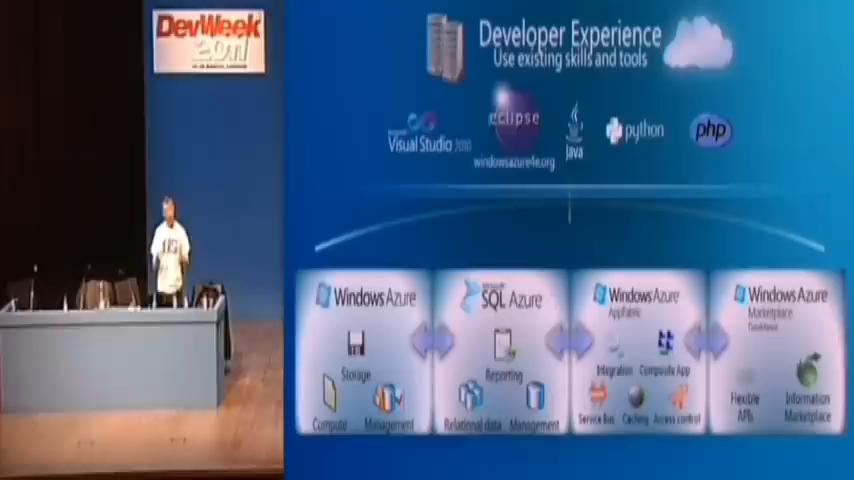 DevWeek
2011
Developer Experience
Use existing skills and tools
Visual Studio 2010
eclipse
windowsazure4e.org
Java
python
php
Windows Azure
Storage
Compute
Management
Microsoft
SQL Azure
Reporting
Relational data
Management
Windows Azure
AppFabric
Integration
Composite App
Service Bus
Caching
Access control
Windows Azure
Marketplace
DataMarket
Flexible
APIs
Information
Marketplace